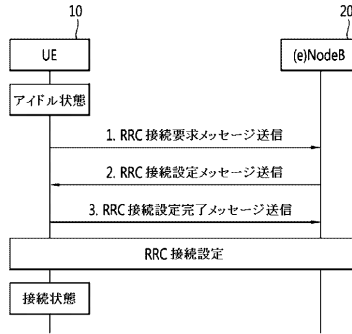 10
20
UE
(e)NodeB
アイドル状態
1. RRC 接続要求メッセージ送信
2. RRC 接続設定メッセージ送信
3. RRC 接続設定完了メッセージ送信
RRC 接続設定
接続状態